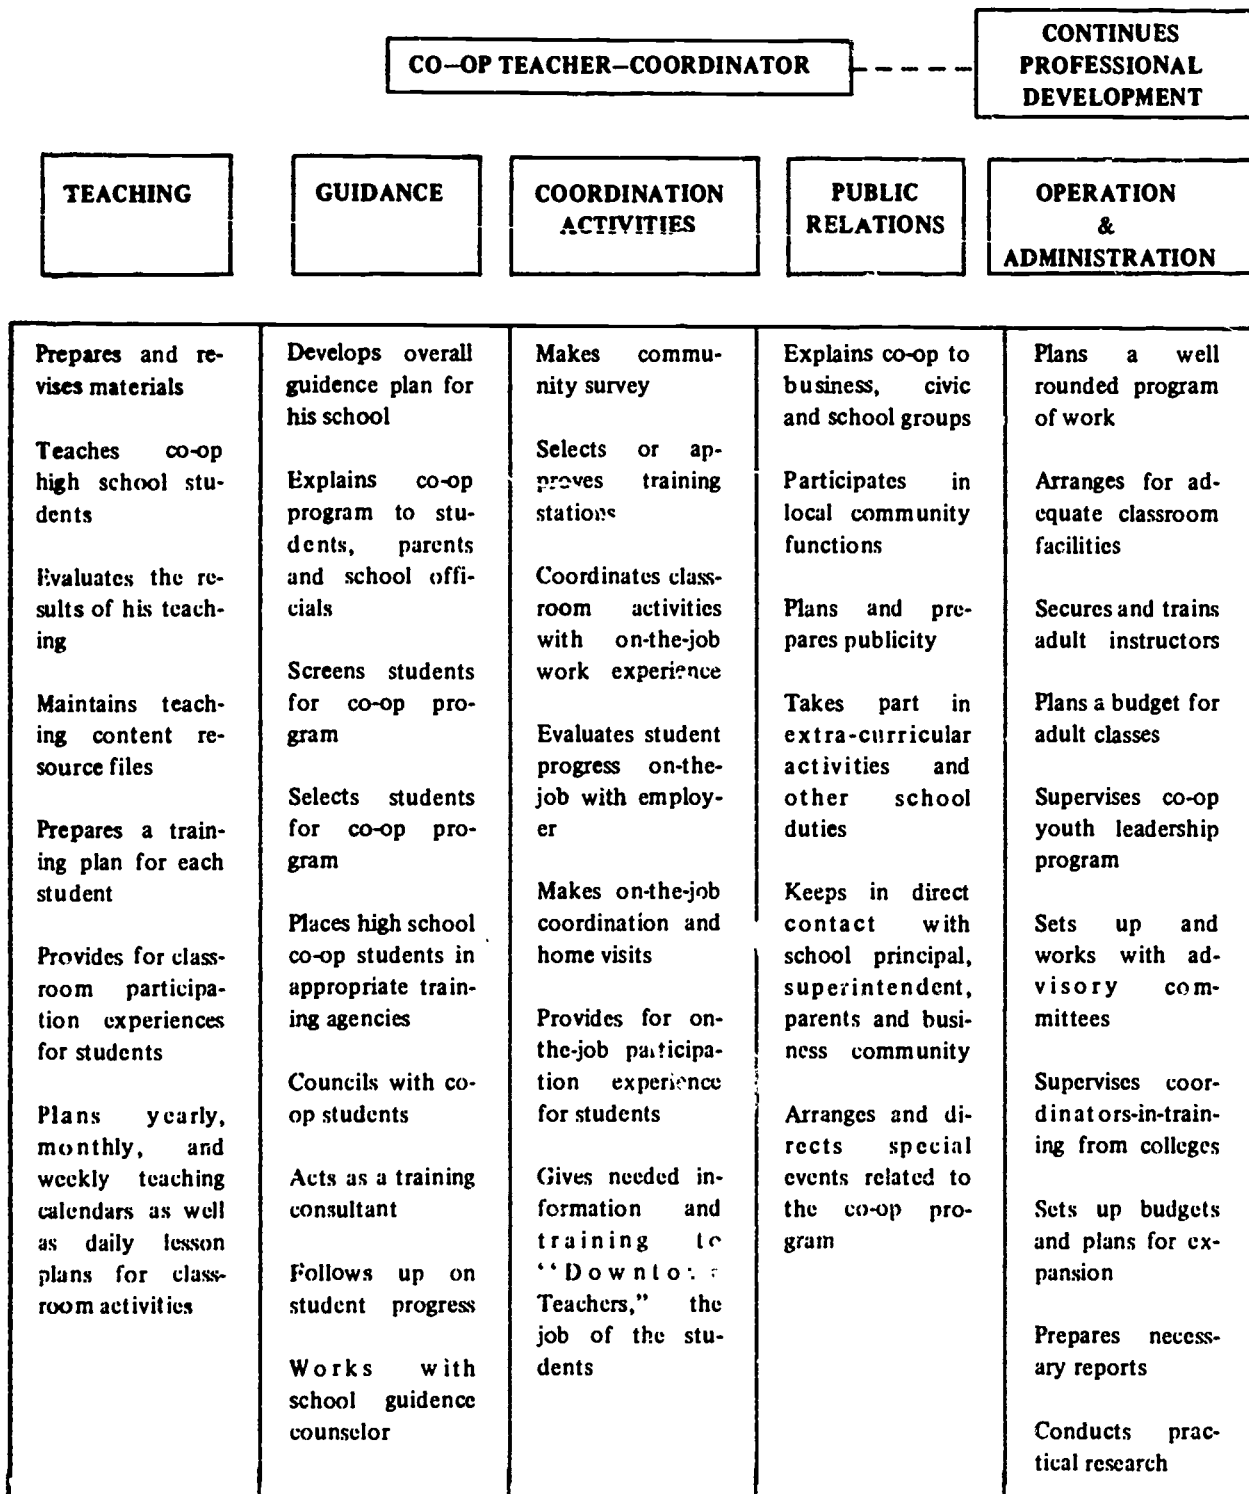 CO-OP TEACHER-COORDINATOR
CONTINUES
PROFESSIONAL
DEVELOPMENT
TEACHING
GUIDANCE
COORDINATION
ACTIVITIES
PUBLIC
RELATIONS
OPERATION
&
ADMINISTRATION
Prepares and re-
vises materials
Teaches co-op
high school stu-
dents
Evaluates the re-
sults of his teach-
ing
Maintains teach-
ing content re-
source files
Prepares a train-
ing plan for each
student
Provides for class-
room participa-
tion experiences
for students
Plans yearly,
monthly, and
weekly teaching
calendars as well
as daily lesson
plans for class-
room activities
Develops overall
guidence plan for
his school
Explains co-op
program to stu-
dents, parents
and school offi-
cials
Screens students
for co-op pro-
gram
Selects students
for co-op pro-
gram
Places high school
co-op students in
appropriate train-
ing agencies
Councils with co-
op students
Acts as a training
consultant
Follows up on
student progress
Works with
school guidence
counselor
Makes commu-
nity survey
Selects or ap-
proves training
stations
Coordinates class-
room activities
with on-the-job
work experience
Evaluates student
progress on-the-
job with employ-
er
Makes on-the-job
coordination and
home visits
Provides for on-
the-job participa-
tion experience
for students
Gives needed in-
formation and
training to
Teachers," the
job of the stu-
dents
Explains co-op to
business, civic
and school groups
Participates in
local community
functions
Plans and pre-
pares publicity
Takes part in
extra-curricular
activities and
other school
duties
Keeps in direct
contact with
school principal,
superintendent,
parents and busi-
ness community
Arranges and di-
rects special
events related to
the co-op pro-
gram
Plans a well
rounded program
of work
Arranges for ad-
equate classroom
facilities
Secures and trains
adult instructors
Plans a budget for
adult classes
Supervises co-op
youth leadership
program
Sets up and
works with ad-
visory com-
mittees
Supervises coor-
dinators-in-train-
ing from colleges
Sets up budgets
and plans for ex-
pansion
Prepares necess-
ary reports
Conducts prac-
tical research